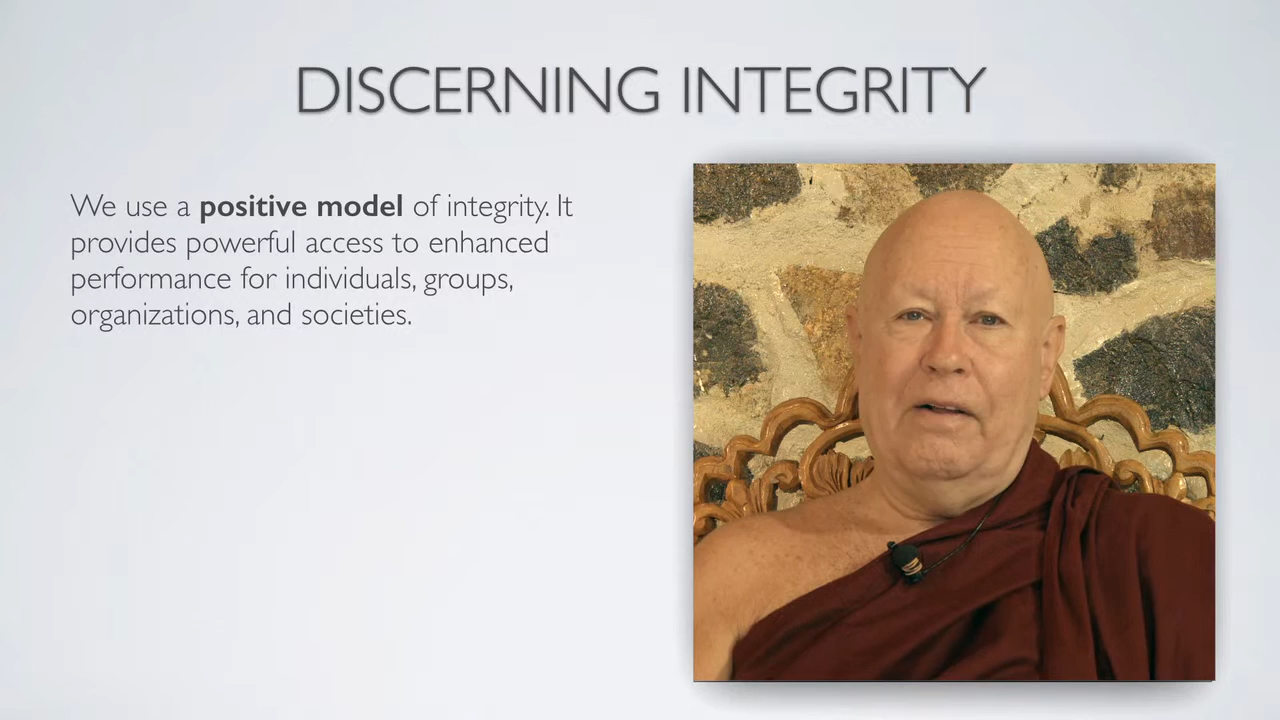 DISCERNING INTEGRITY
We use a positive model of integrity. It
provides powerful access to enhanced
performance for individuals, groups,
organizations, and societies.